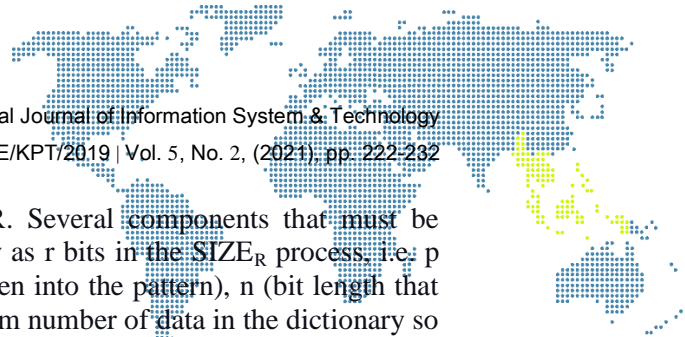 al Journal of Information System & Technology
E/KPT/2019 | Vol. 5, No. 2, (2021), pp. 222-232
R. Several components that must be
as r bits in the SIZER process, i.e. p
en into the pattern), n (bit length that
m number of data in the dictionary so